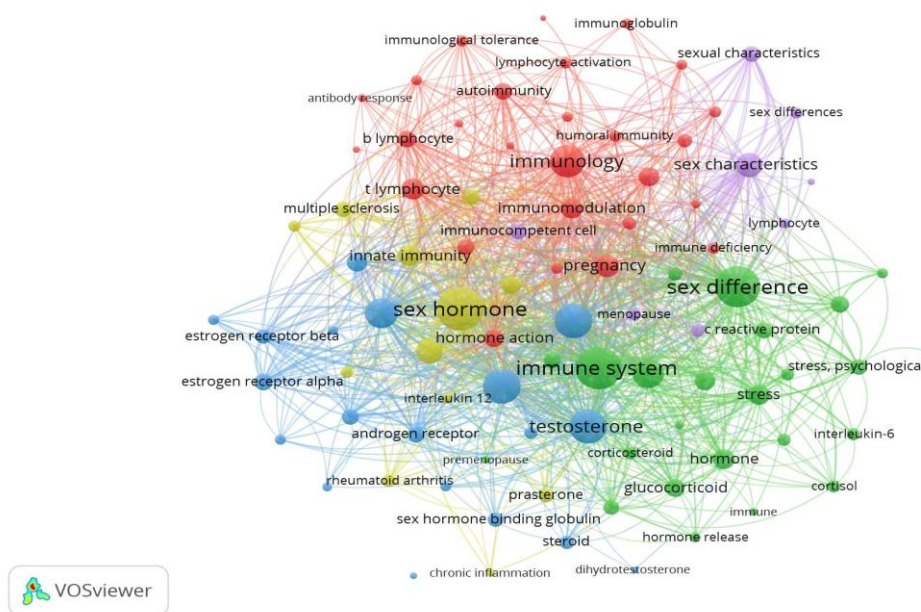 immunoglobulin
immunological tolerance
sexual characteristics
lymphocyte activation
autoimmunity
antibody response
sex differences
b lymphocyte
humoral immunity
immunology
sex characteristics
t lymphocyte
multiple sclerosis
immunomodulation
lymphocyte
immunocompetent cell
immune deficiency
innate immunity
pregnancy
sex difference
sex hormone
menopause
estrogen receptor beta
hormone action
c reactive protein
immune system
stress, psychologica
estrogen receptor alpha
stress
interleukin 12
testosterone
androgen receptor
interleukin-6
corticosteroid
premenopause
hormone
rheumatoid arthritis
glucocorticoid
cortisol
prasterone
immune
sex hormone binding globulin
hormone release
steroid
chronic inflammation
dihydrotestosterone
VOSviewer